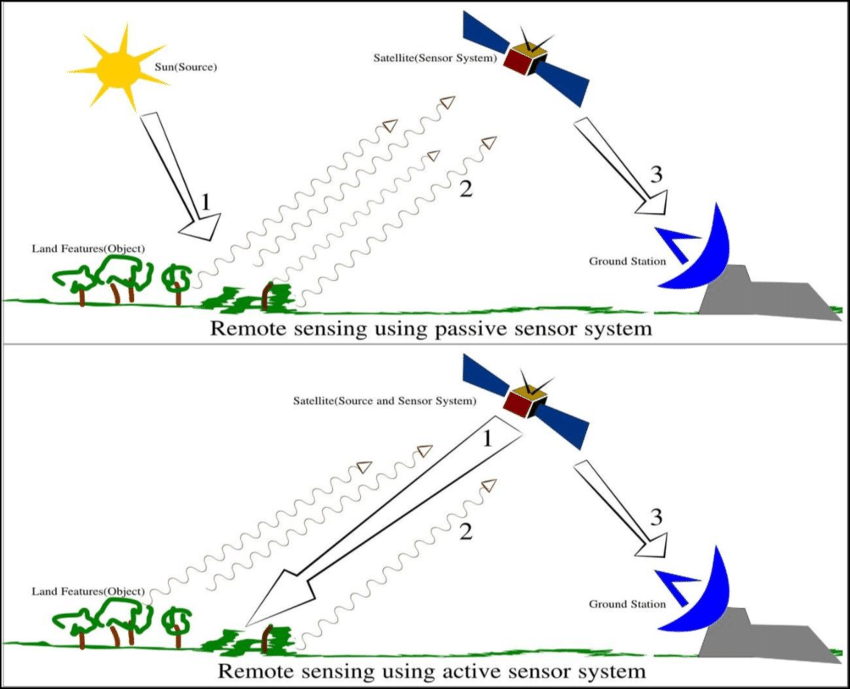 Sun(Source)
Satellite(Sensor System)
1
2
3
Land Features(Object)
Ground Station
Remote sensing using passive sensor system
Satellite(Source and Sensor System)
1
2
3
Land Features(Object)
Ground Station
Remote sensing using active sensor system